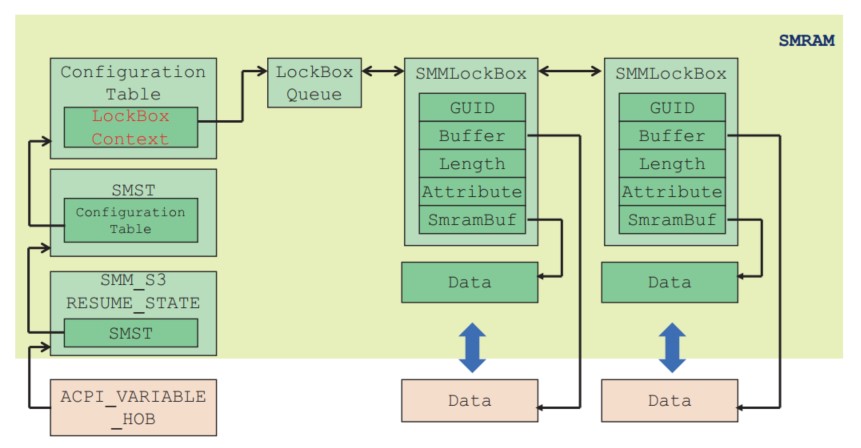 SMRAM
Configuration
Table
LockBox
Context
LockBox
Queue
SMMLockBox
GUID
Buffer
Length
Attribute
SmramBuf
SMMLockBox
GUID
Buffer
Length
Attribute
SmramBuf
SMST
Configuration
Table
SMM_S3
RESUME_STATE
SMST
Data
Data
ACPI_VARIABLE
_HOB
Data
Data